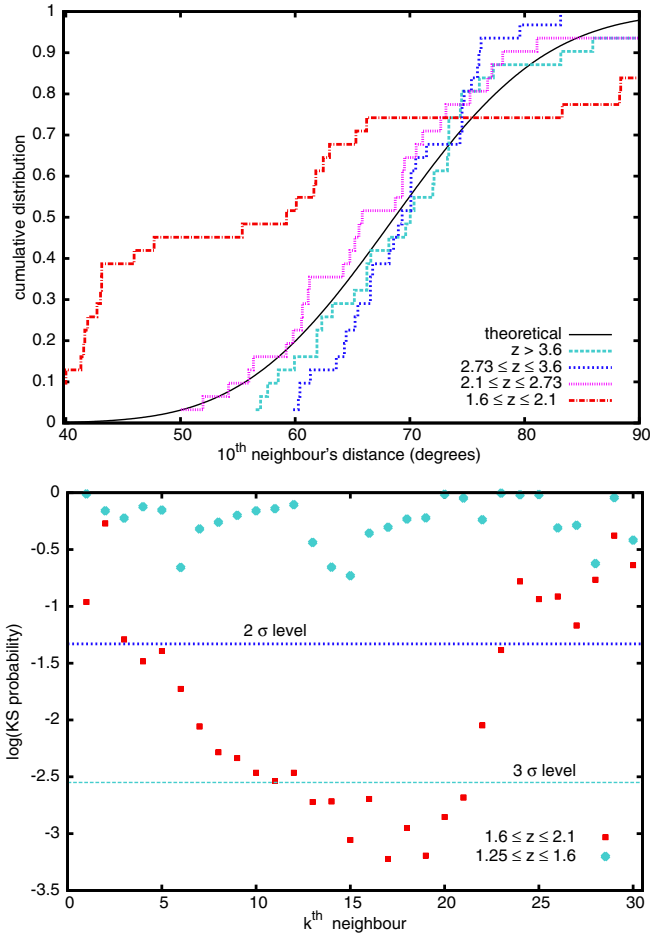 1
0.9
0.8
0.7
0.6
0.5
0.4
0.3
0.2
0.1
0
cumulative distribution
theoretical
z > 3.6
2.73 ≤ z ≤ 3.6
2.1 ≤ z ≤ 2.73
1.6 ≤ z ≤ 2.1
40 50 60 70 80 90
10th neighbour's distance (degrees)
0
-0.5
-1
-1.5
-2
-2.5
-3
-3.5
log(KS probability)
2 σ level
3 σ level
1.6 ≤ z ≤ 2.1
1.25 ≤ z ≤ 1.6
0 5 10 15 20 25 30
kth neighbour